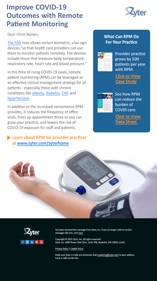 Improve COVID-19
Outcomes with Remote
Patient Monitoring
Zyter
Dear <First Name>,
The FDA now allows certain biometric, vital sign
devices "so that health care providers can use
them to monitor patients remotely. The devices
include those that measure body temperature,
respiratory rate, heart rate and blood pressure."
In this time of rising COVID-19 cases, remote
patient monitoring (RPM) can be leveraged as
an effective clinical management strategy for all
patients - especially those with chronic
conditions like obesity, diabetes, CHF, and
hypertension.
In addition to the increased convenience RPM
provides, it reduces the frequency of office
visits, frees up appointment times so you can
grow your practice, and lowers the risk of
COVID-19 exposure for staff and patients.
Learn about RPM for provider practices
at www.zyter.com/zyterhome
What Can RPM Do
For Your Practice
Provider practice
grows by 500
patients per year
with RPM.
Click to View
Case Study
See how RPM
can reduce the
burden of
COVID care.
Click to View
Data Sheet.
Zyter
Privacy Policy | Cookie Policy